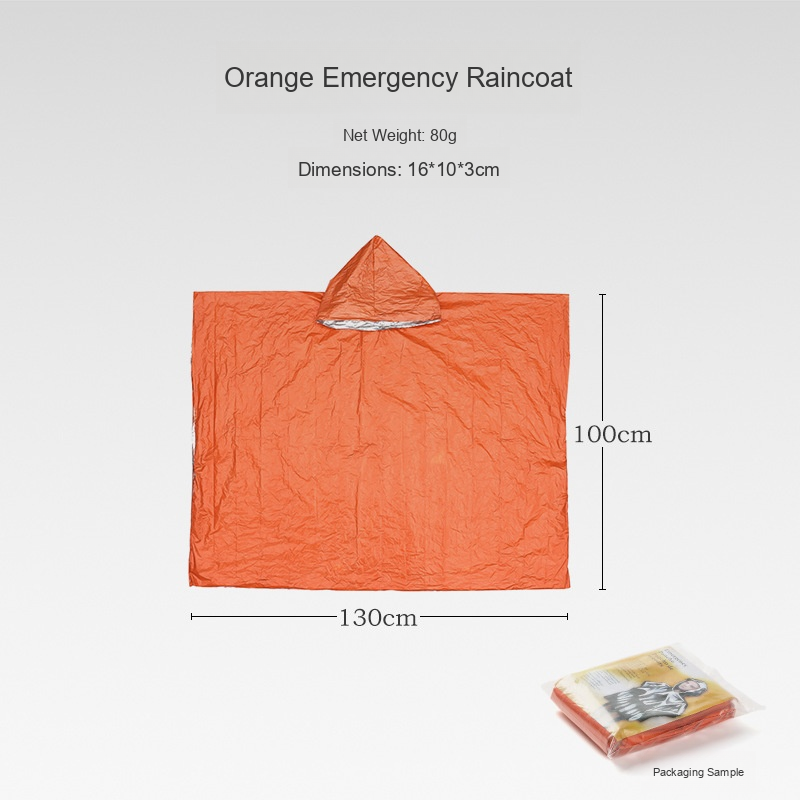 Orange Emergency Raincoat
Net Weight: 80g
Dimensions: 16*10*3cm
100cm
130cm
Packaging Sample